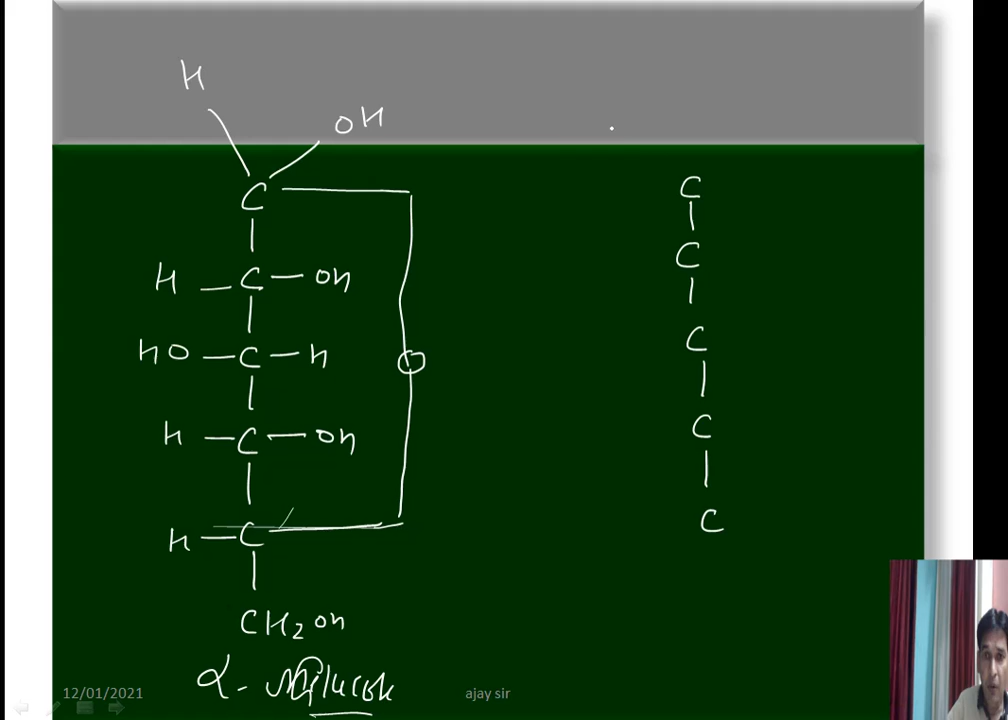 H
OH
C
C
H — C — OH
C
HO — C — H
C
H — C — OH
C
H — C
C
CH2OH
α -
12/01/2021
ajay sir